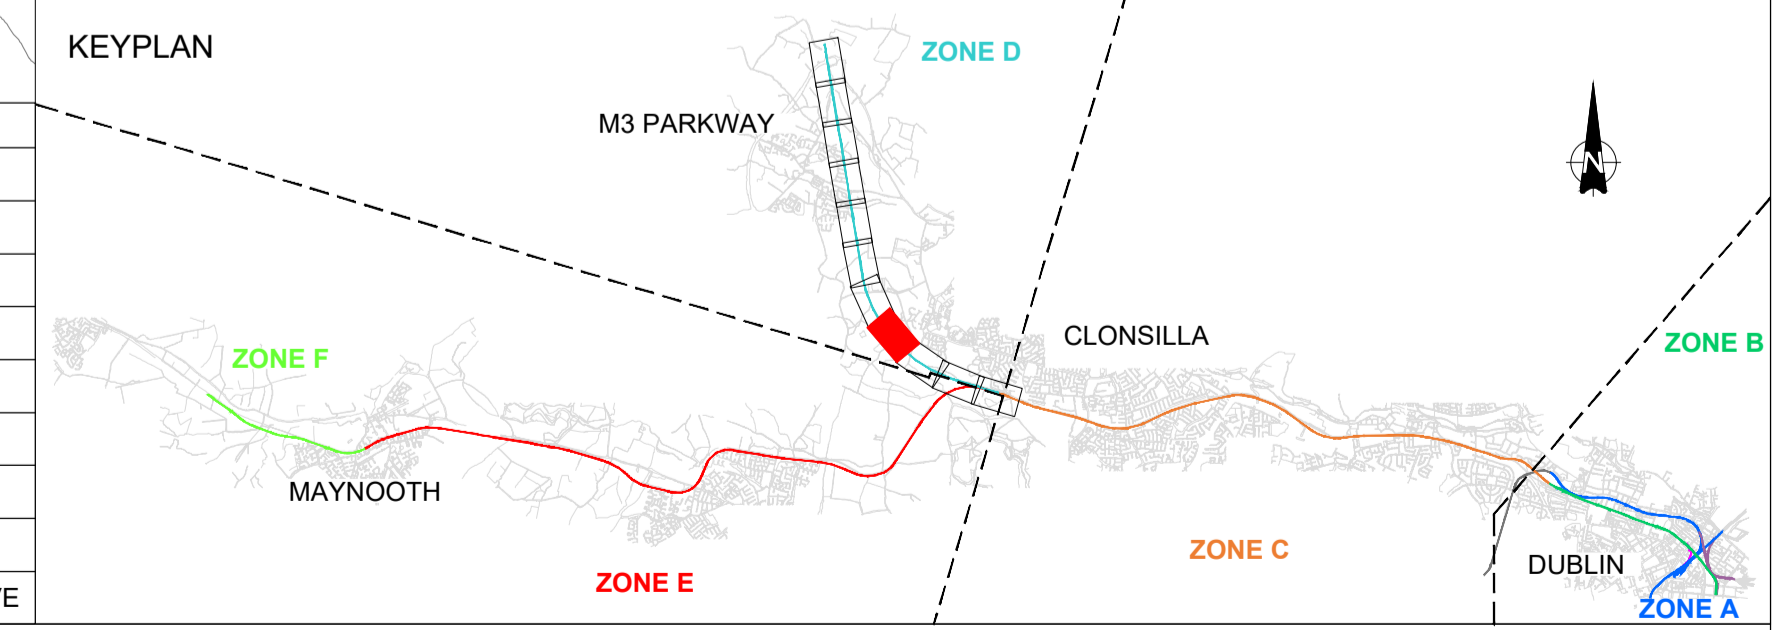 KEYPLAN
ZONE D
M3 PARKWAY
N
CLONSILLA
ZONE B
ZONE F
MAYNOOTH
ZONE C
DUBLIN
ZONE E
ZONE A